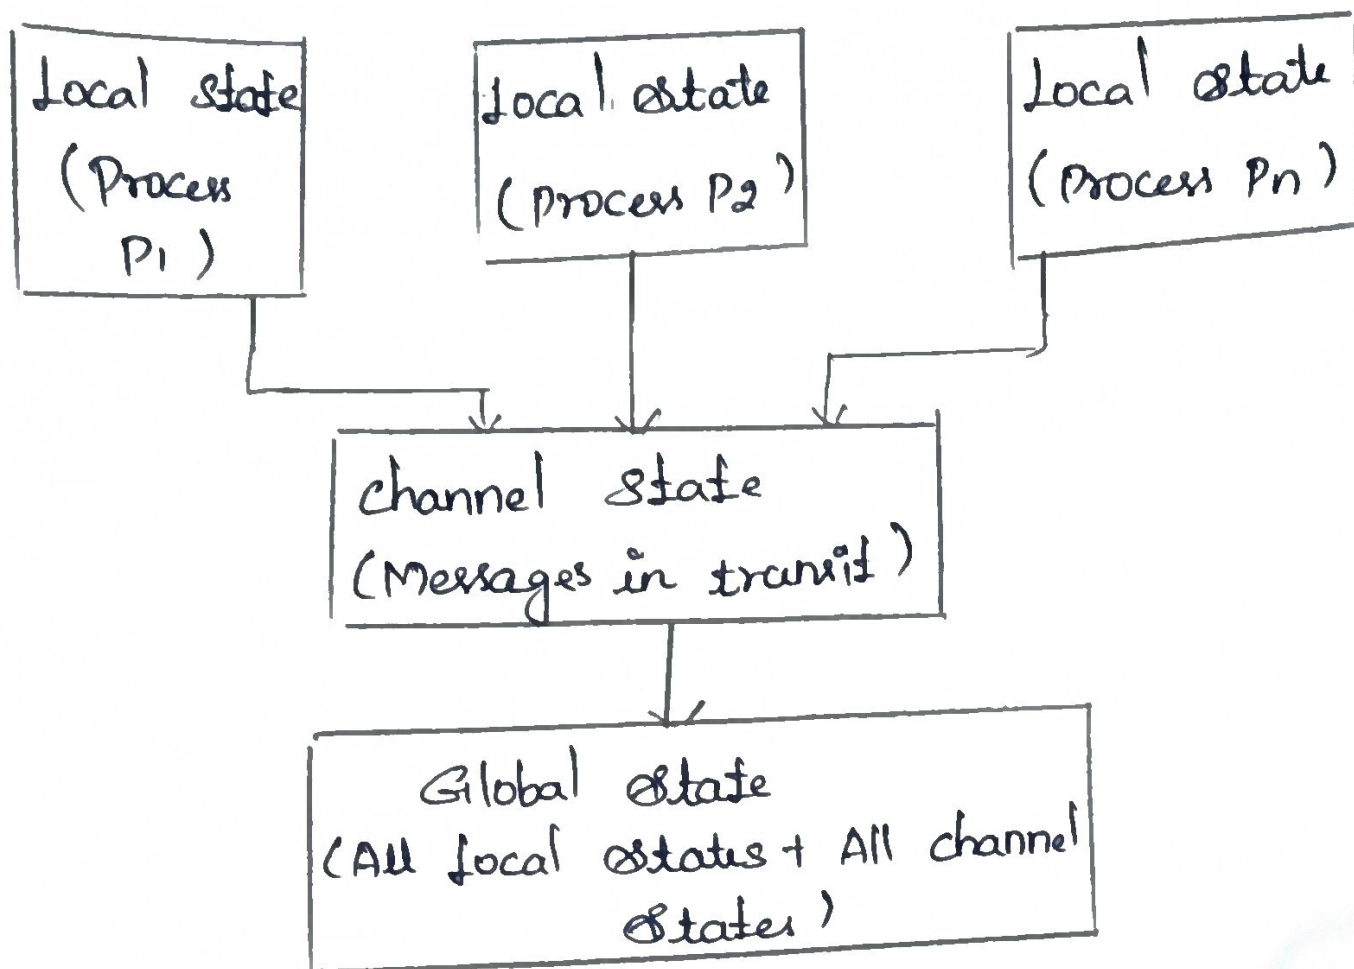 Local state
(Process
P1)
Local state
(Process P2)
Local state
(Process Pn)
channel state
(Messages in transit)
Global state
(All local states + All channel
states)